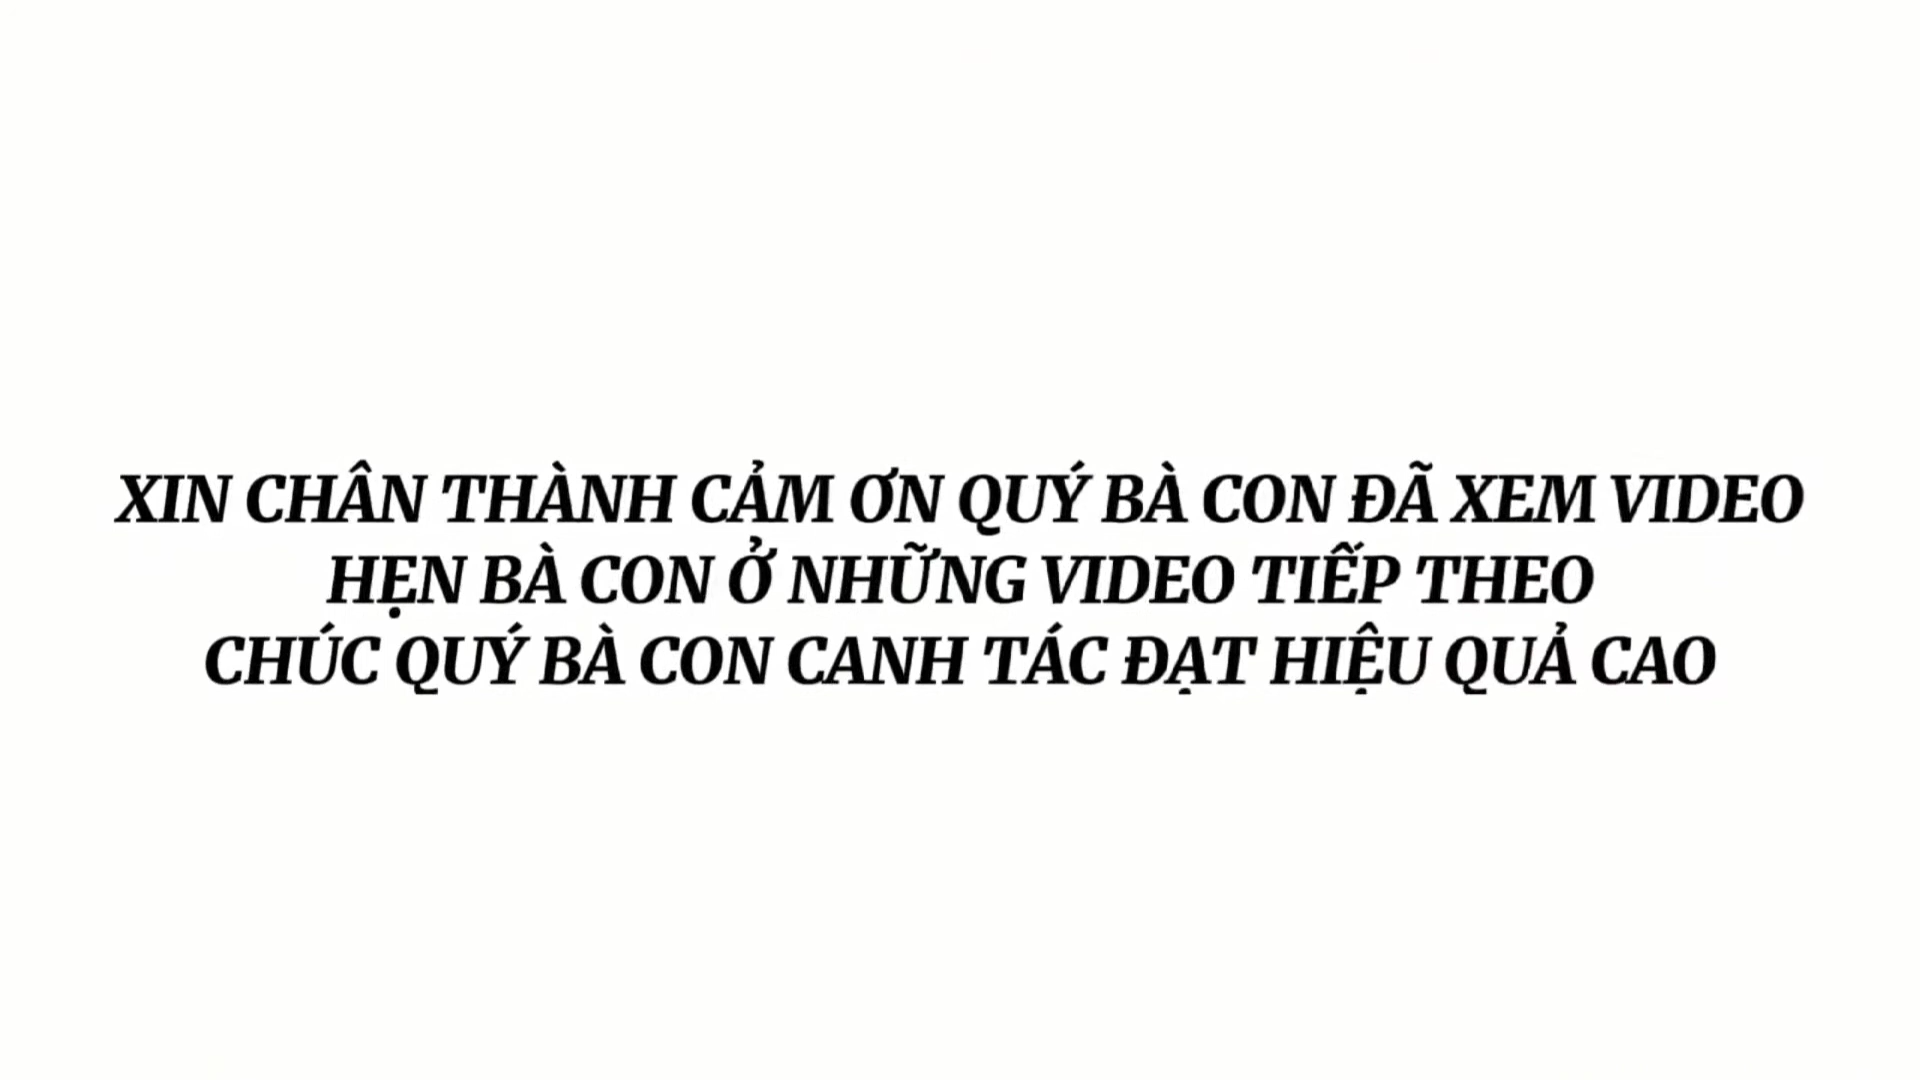 XIN CHÂN THÀNH CẢM ƠN QUÝ BÀ CON ĐÃ XEM VIDEO
HẸN BÀ CON Ở NHỮNG VIDEO TIẾP THEO
CHÚC QUÝ BÀ CON CANH TÁC ĐẠT HIỆU QUẢ CAO